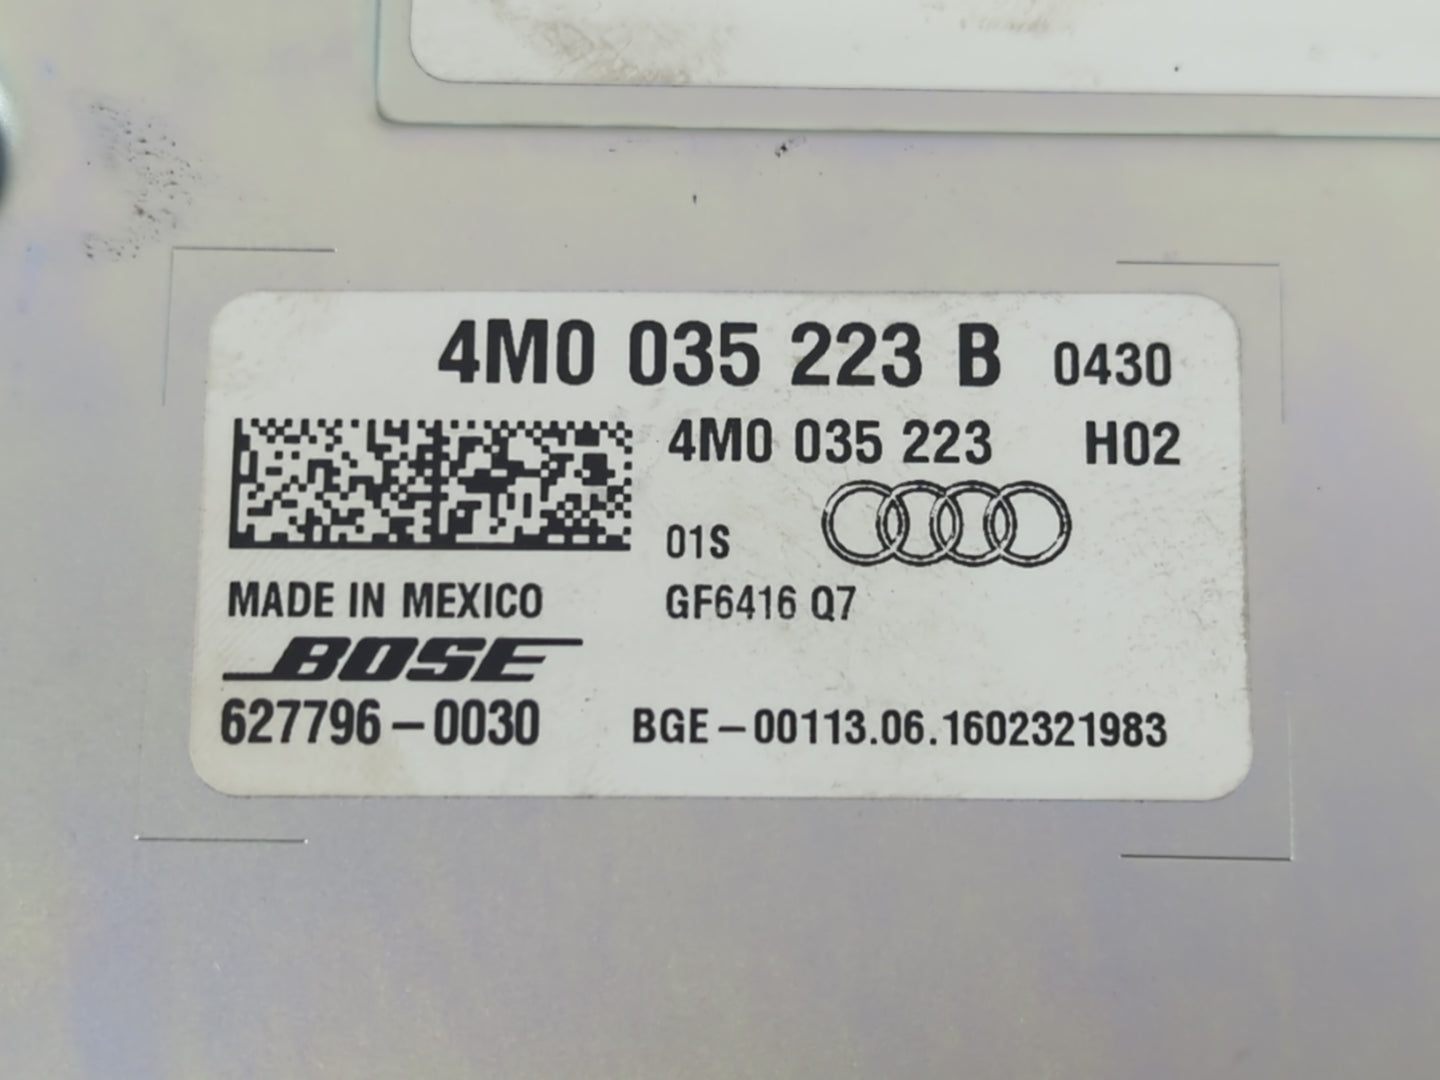 4M0 035 223 B 0430
4M0 035 223 H02
01S
MADE IN MEXICO GF6416 Q7
BOSE
627796-0030 BGE-00113.06.1602321983